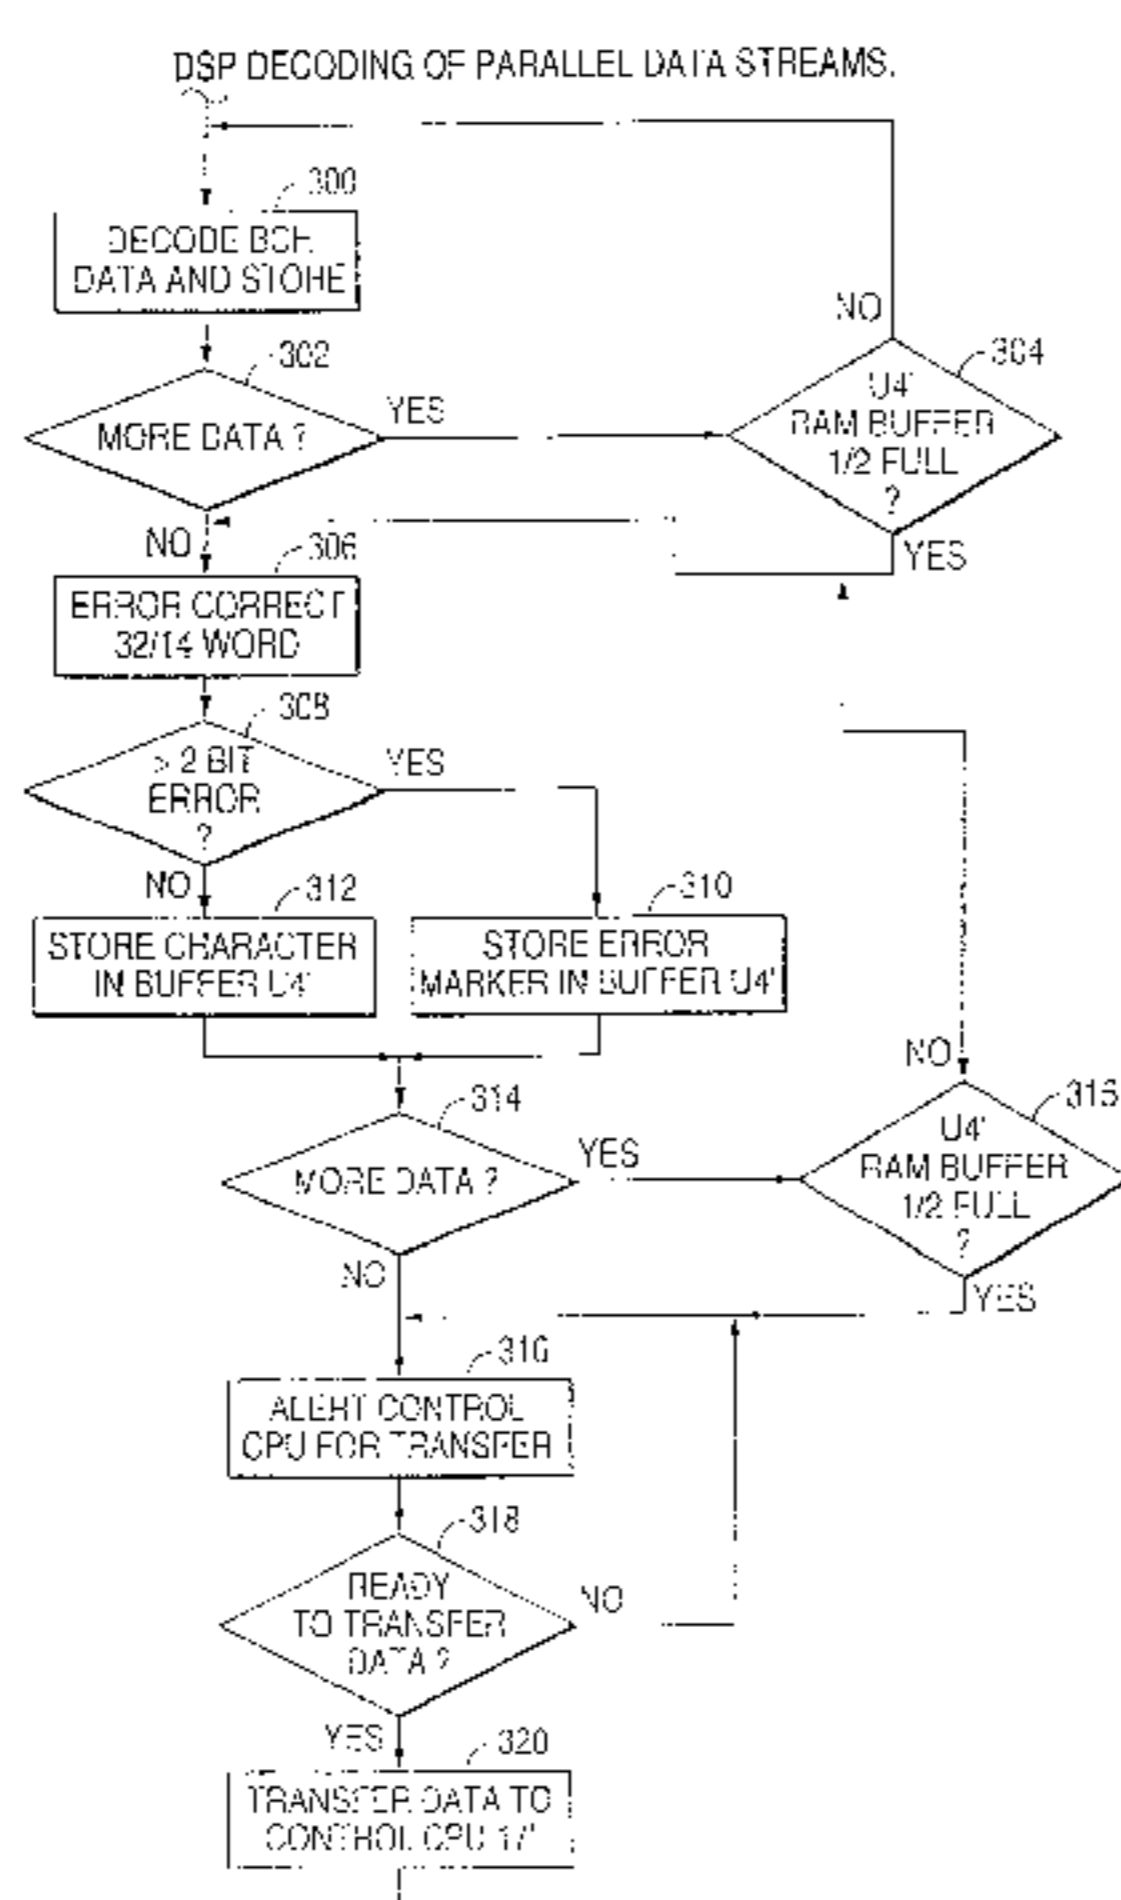 DSP DECODING OF PARALLEL DATA STREAMS.
300
DECODE BCH
DATA AND STORE
302
MORE DATA ?
YES
NO
NO
304
U4'
RAM BUFFER
1/2 FULL
?
YES
306
ERROR CORRECT
32/14 WORD
308
> 2 BIT
ERROR
?
YES
NO
312
STORE CHARACTER
IN BUFFER U4'
310
STORE ERROR
MARKER IN BUFFER U4'
314
MORE DATA ?
YES
NO
NO
315
U4'
RAM BUFFER
1/2 FULL
?
YES
316
ALERT CONTROL
CPU FOR TRANSFER
318
READY
TO TRANSFER
DATA ?
NO
YES
320
TRANSFER DATA TO
CONTROL CPU 17'